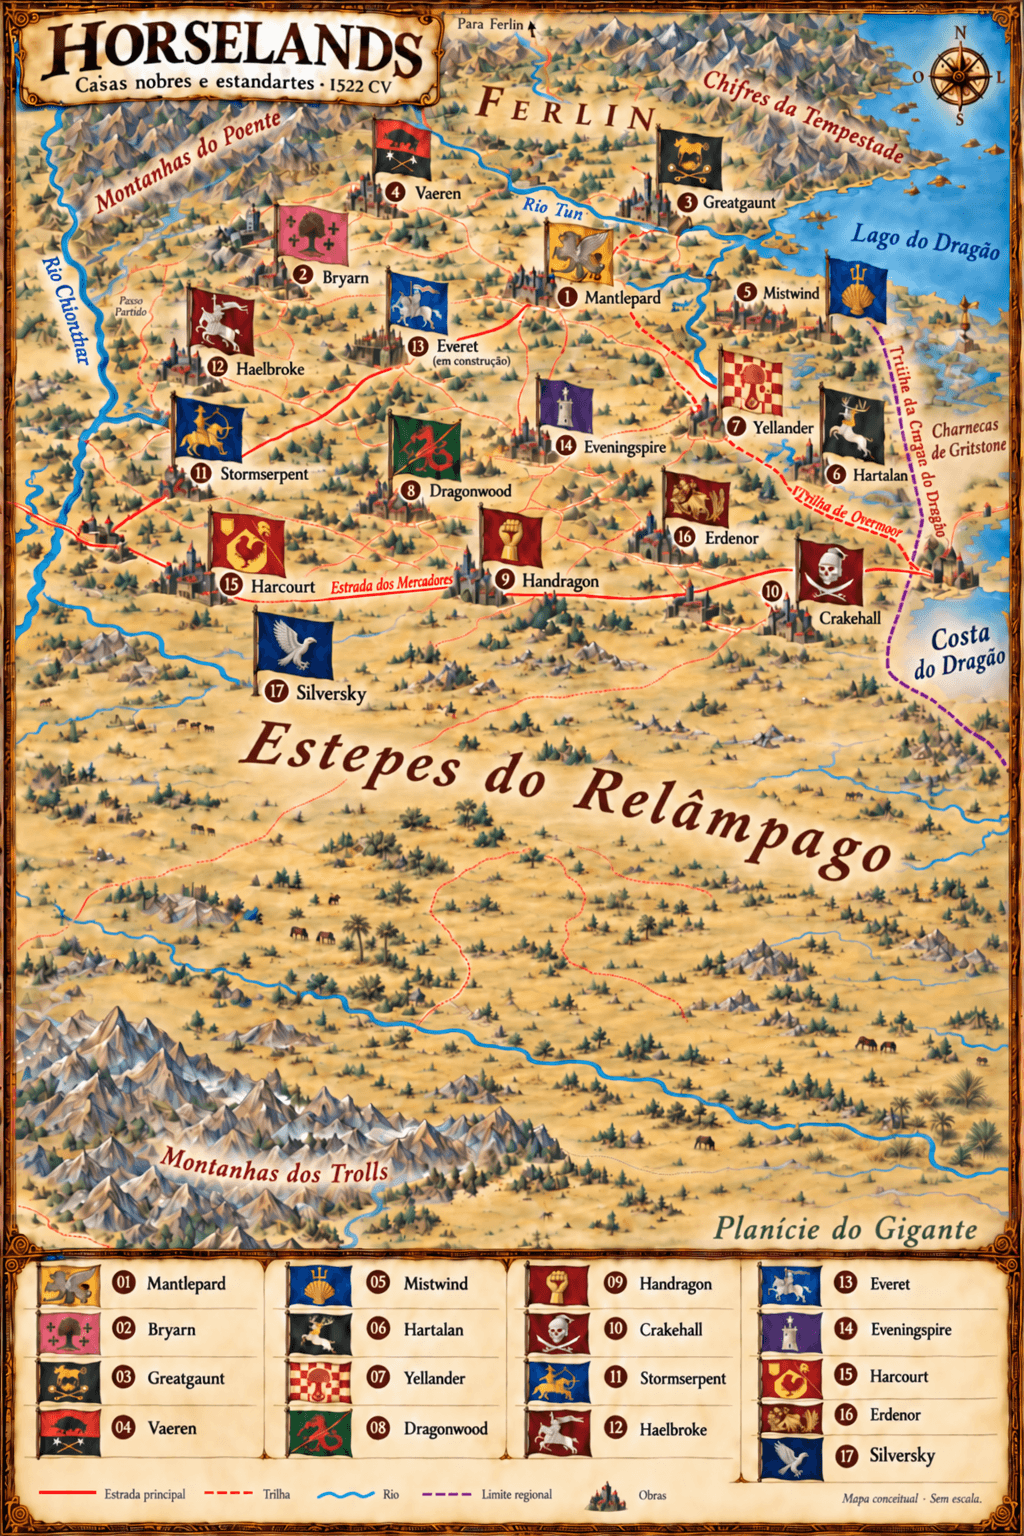 HORSELANDS
Casas nobres e estandartes · 1522 CV
Para Ferlin
FERLIN
Chifres da Tempestade
N
O
L
S
Montanhas do Poente
4 Vaeren
3 Greatgaunt
Rio Tun
Lago do Dragão
2 Bryarn
1 Mantlepard
5 Mistwind
Rio Chionthar
Passo
Partido
13 Everet
(em construção)
12 Haelbroke
7 Yellander
da
do Dragão
Charnecas
de Gritstone
14 Eveningspire
11 Stormserpent
8 Dragonwood
6 Hartalan
Trilha de Overmoor
16 Erdenor
15 Harcourt
Estrada dos Mercadores
9 Handragon
10
Crakehall
Costa
do Dragão
17 Silversky
Estepes do Relâmpago
Montanhas dos Trolls
Planície do Gigante
01 Mantlepard
02 Bryarn
03 Greatgaunt
04 Vaeren
05 Mistwind
06 Hartalan
07 Yellander
08 Dragonwood
09 Handragon
10 Crakehall
11 Stormserpent
12 Haelbroke
13 Everet
14 Eveningspire
15 Harcourt
16 Erdenor
17 Silversky
Estrada principal
Trilha
Rio
Limite regional
Obras
Mapa conceitual · Sem escala.